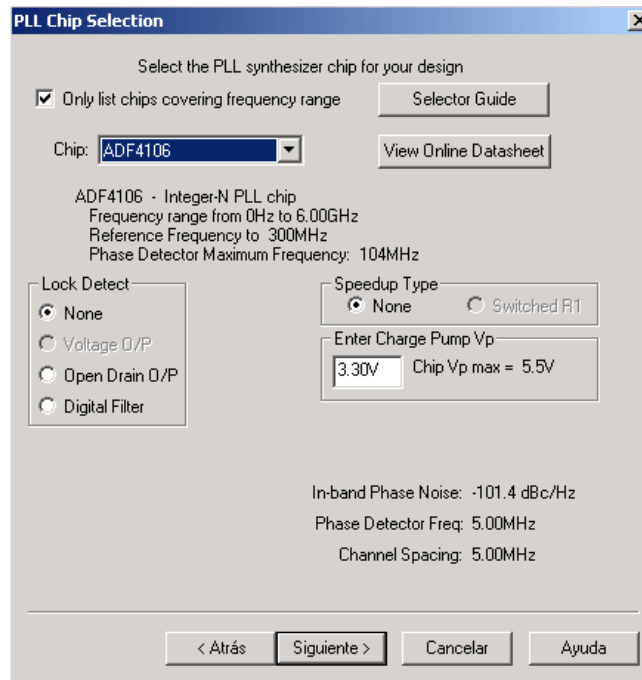 PLL Chip Selection
Select the PLL synthesizer chip for your design
Only list chips covering frequency range
Selector Guide
Chip: ADF4106
View Online Datasheet
ADF4106 - Integer-N PLL chip
Frequency range from 0Hz to 6.00GHz
Reference Frequency to 300MHz
Phase Detector Maximum Frequency: 104MHz
Lock Detect
None
Voltage O/P
Open Drain O/P
Digital Filter
Speedup Type
None Switched R1
Enter Charge Pump Vp
3.30V Chip Vp max = 5.5V
In-band Phase Noise: -101.4 dBc/Hz
Phase Detector Freq: 5.00MHz
Channel Spacing: 5.00MHz
< Atrás Siguiente > Cancelar Ayuda